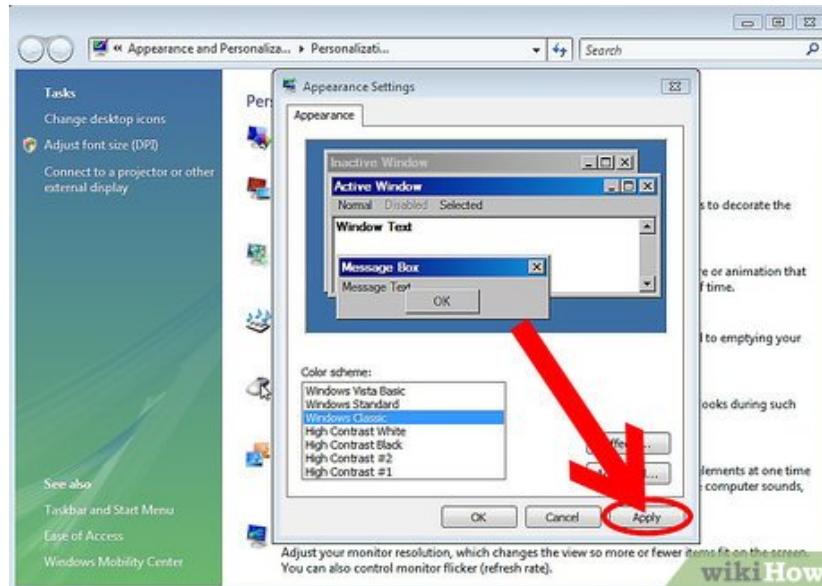 « Appearance and Personaliza... ▸ Personalizati...
Search
Tasks
Change desktop icons
Adjust font size (DPI)
Connect to a projector or other
external display
See also
Taskbar and Start Menu
Ease of Access
Windows Mobility Center
Pers
Appearance Settings
Appearance
Inactive Window
Active Window
Normal Disabled Selected
Window Text
Message Box
Message Text
OK
Color scheme:
Windows Vista Basic
Windows Standard
Windows Classic
High Contrast White
High Contrast Black
High Contrast #2
High Contrast #1
OK Cancel Apply
s to decorate the
re or animation that
f time.
to emptying your
ooks during such
lements at one time
computer sounds,
Adjust your monitor resolution, which changes the view so more or fewer items fit on the screen.
You can also control monitor flicker (refresh rate).
wikiHow